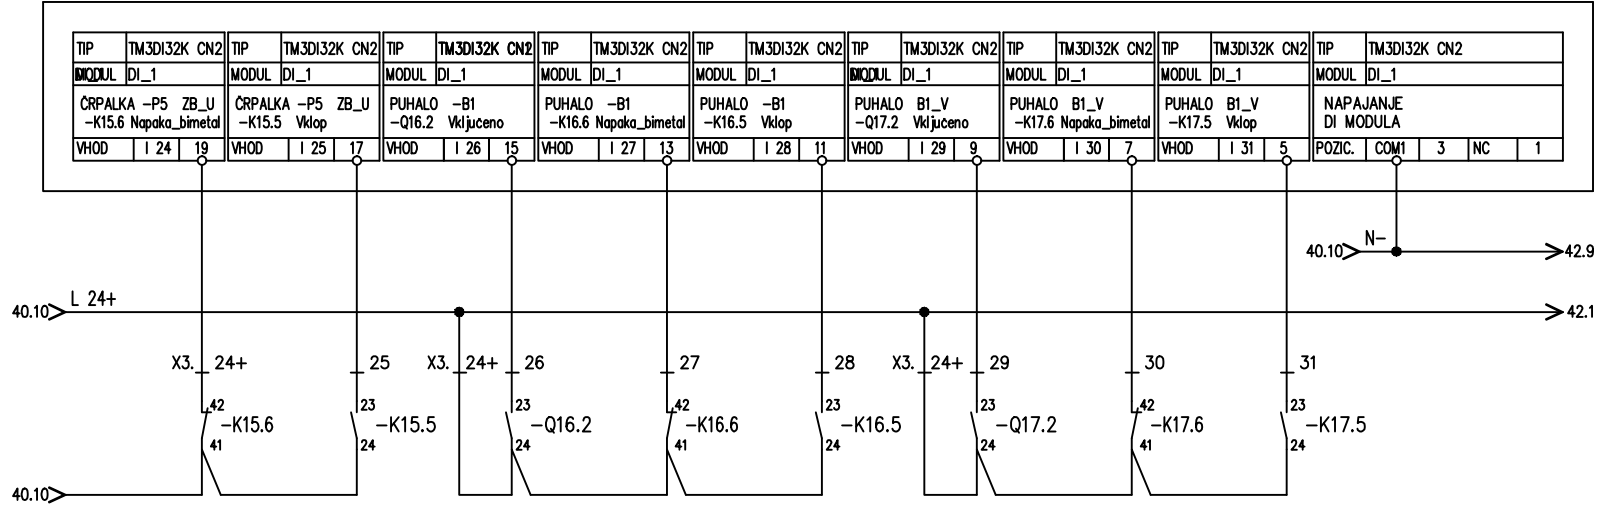 TIP TM3DI32K CN2 TIP TM3DI32K CN2 TIP TM3DI32K CN2 TIP TM3DI32K CN2 TIP TM3DI32K CN2 TIP TM3DI32K CN2 TIP TM3DI32K CN2 TIP TM3DI32K CN2 TIP TM3DI32K CN2
MODUL DI_1 MODUL DI_1 MODUL DI_1 MODUL DI_1 MODUL DI_1 MODUL DI_1 MODUL DI_1 MODUL DI_1 MODUL DI_1
ČRPALKA -P5 ZB_U ČRPALKA -P5 ZB_U PUHALO -B1 PUHALO -B1 PUHALO -B1 PUHALO B1_V PUHALO B1_V PUHALO B1_V NAPAJANJE
-K15.6 Napaka_bimetal -K15.5 Vklop -Q16.2 Vključeno -K16.6 Napaka_bimetal -K16.5 Vklop -Q17.2 Vključeno -K17.6 Napaka_bimetal -K17.5 Vklop DI MODULA
VHOD I 24 19 VHOD I 25 17 VHOD I 26 15 VHOD I 27 13 VHOD I 28 11 VHOD I 29 9 VHOD I 30 7 VHOD I 31 5 POZIC. COM1 3 NC 1
N-
40.10 42.9
L 24+
40.10 42.1
X3. 24+ 25 X3. 24+ 26 27 28 X3. 24+ 29 30 31
42 23 23 42 23 23 42 23
-K15.6 -K15.5 -Q16.2 -K16.6 -K16.5 -Q17.2 -K17.6 -K17.5
41 24 24 41 24 24 41 24
40.10